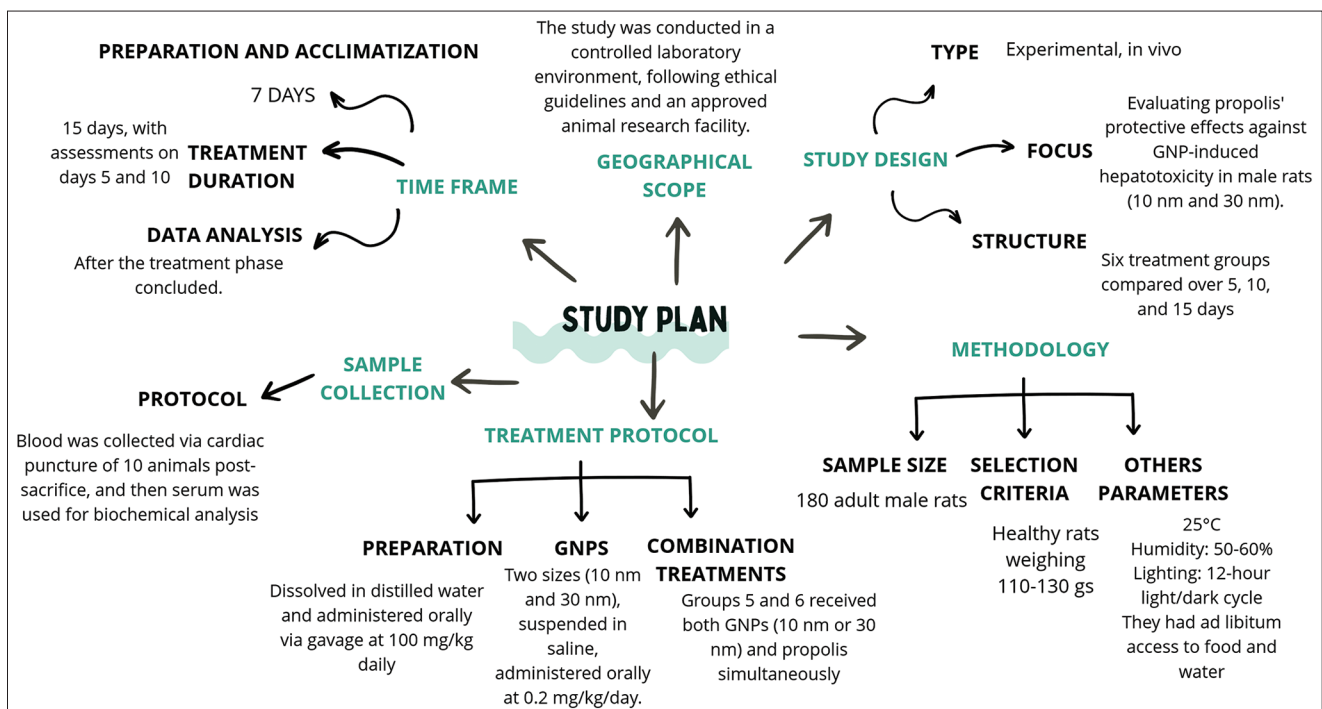 STUDY PLAN
PREPARATION AND ACCLIMATIZATION
7 DAYS
15 days, with
assessments on
days 5 and 10
TREATMENT
DURATION
TIME FRAME
DATA ANALYSIS
After the treatment phase
concluded.
The study was conducted in a
controlled laboratory
environment, following ethical
guidelines and an approved
animal research facility.
GEOGRAPHICAL
SCOPE
STUDY DESIGN
TYPE
Experimental, in vivo
FOCUS
Evaluating propolis'
protective effects against
GNP-induced
hepatotoxicity in male rats
(10 nm and 30 nm).
STRUCTURE
Six treatment groups
compared over 5, 10,
and 15 days
METHODOLOGY
SAMPLE SIZE
180 adult male rats
SELECTION
CRITERIA
Healthy rats
weighing
110-130 gs
OTHERS
PARAMETERS
25°C
Humidity: 50-60%
Lighting: 12-hour
light/dark cycle
They had ad libitum
access to food and
water
SAMPLE
COLLECTION
PROTOCOL
Blood was collected via cardiac
puncture of 10 animals post-
sacrifice, and then serum was
used for biochemical analysis
TREATMENT PROTOCOL
PREPARATION
Dissolved in distilled water
and administered orally
via gavage at 100 mg/kg
daily
GNPS
Two sizes (10 nm
and 30 nm),
suspended in
saline,
administered orally
at 0.2 mg/kg/day.
COMBINATION
TREATMENTS
Groups 5 and 6 received
both GNPs (10 nm or 30
nm) and propolis
simultaneously